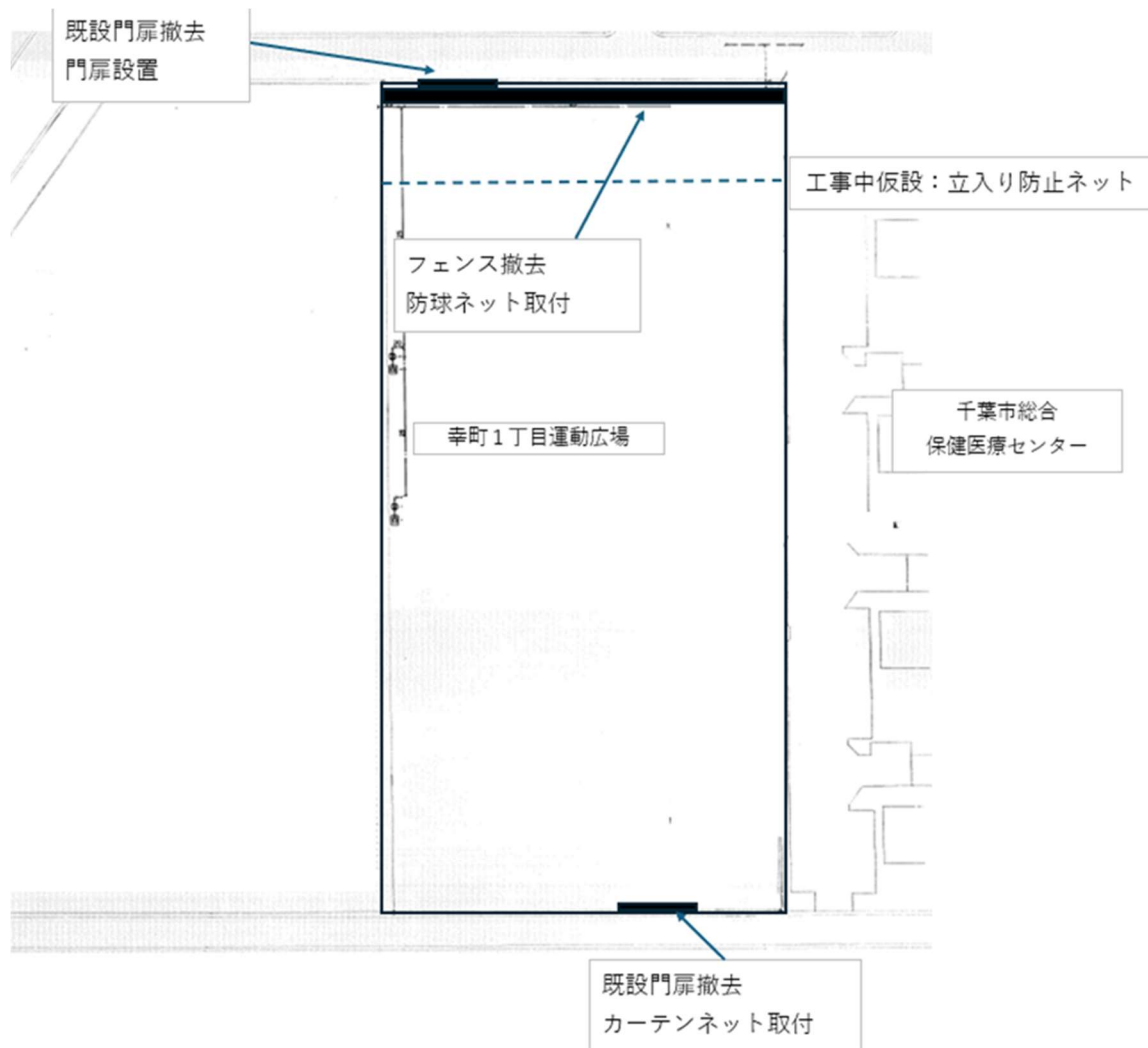 既設門扉撤去
門扉設置
工事中仮設：立入り防止ネット
フェンス撤去
防球ネット取付
幸町１丁目運動広場
千葉市総合
保健医療センター
既設門扉撤去
カーテンネット取付